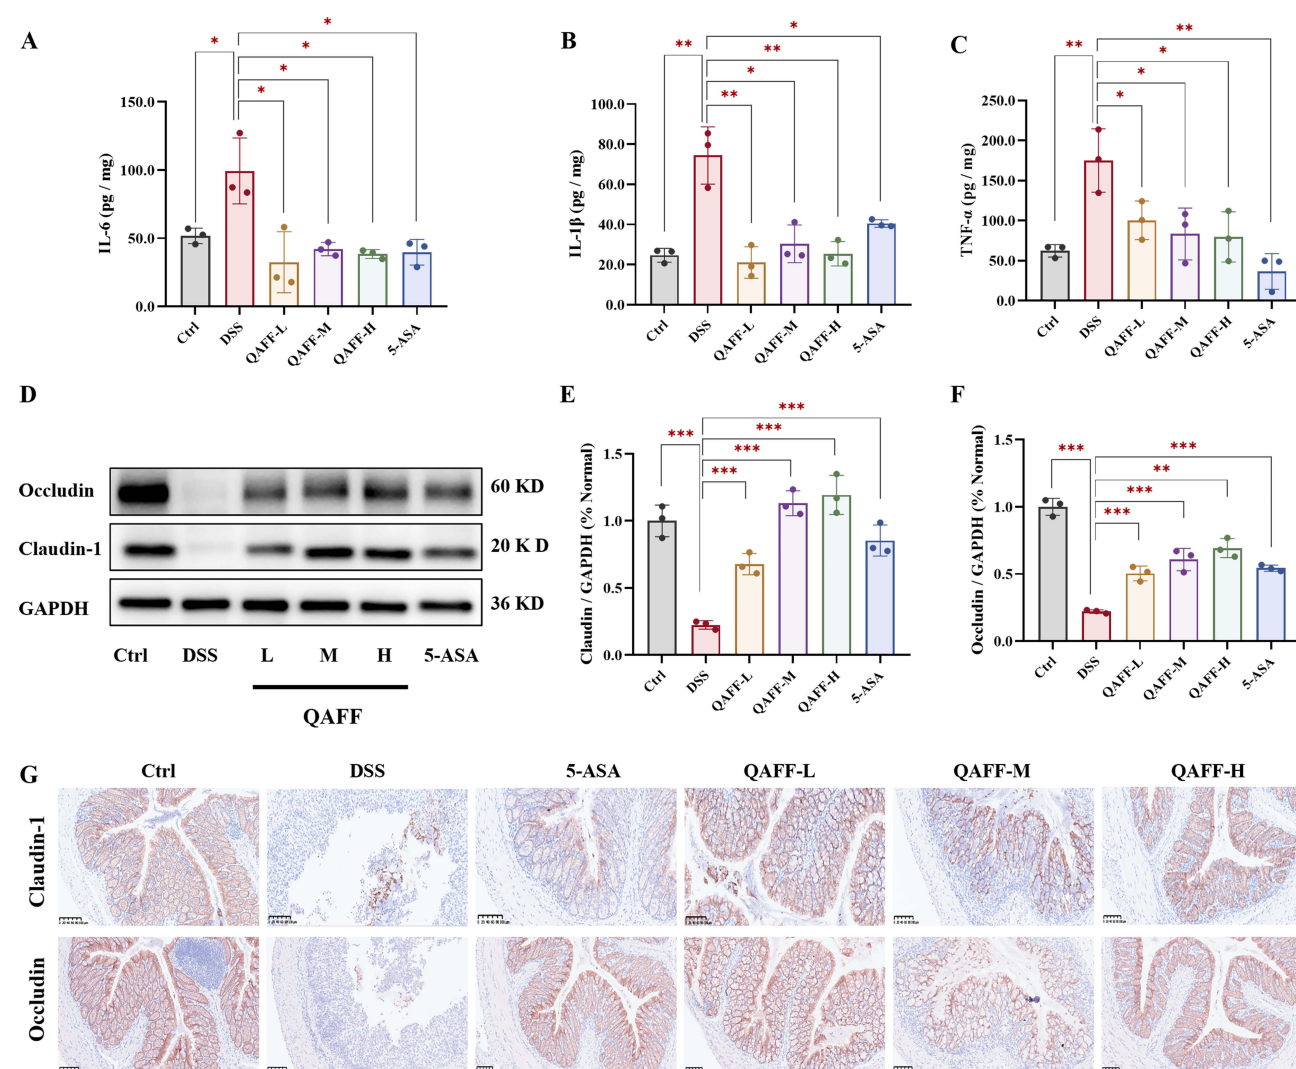 A
IL-6 (pg / mg)
150.0
100.0
50.0
0.0
* * * * *
Ctrl DSS QAFF-L QAFF-M QAFF-H 5-ASA
B
IL-1β (pg / mg)
100.0
80.0
60.0
40.0
20.0
0.0
** ** * ** *
Ctrl DSS QAFF-L QAFF-M QAFF-H 5-ASA
C
TNF-α (pg / mg)
250.0
200.0
150.0
100.0
50.0
0.0
** * * * **
Ctrl DSS QAFF-L QAFF-M QAFF-H 5-ASA
D
Occludin 60 KD
Claudin-1 20 K D
GAPDH 36 KD
Ctrl DSS L M H 5-ASA
QAFF
E
Claudin / GAPDH (% Normal)
1.5
1.0
0.5
0.0
*** *** *** *** ***
Ctrl DSS QAFF-L QAFF-M QAFF-H 5-ASA
F
Occludin / GAPDH (% Normal)
1.5
1.0
0.5
0.0
*** *** *** ** ***
Ctrl DSS QAFF-L QAFF-M QAFF-H 5-ASA
G
Ctrl DSS 5-ASA QAFF-L QAFF-M QAFF-H
Claudin-1
Occludin